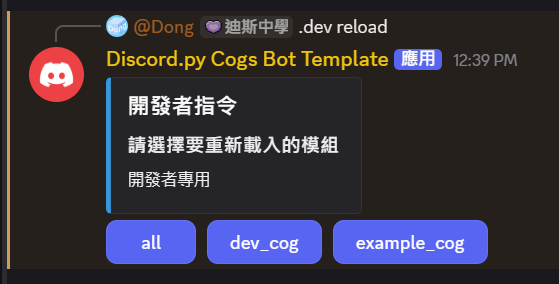 @Dong 迪斯中學 .dev reload
Discord.py Cogs Bot Template 應用 12:39 PM
開發者指令
請選擇要重新載入的模組
開發者專用
all dev_cog example_cog